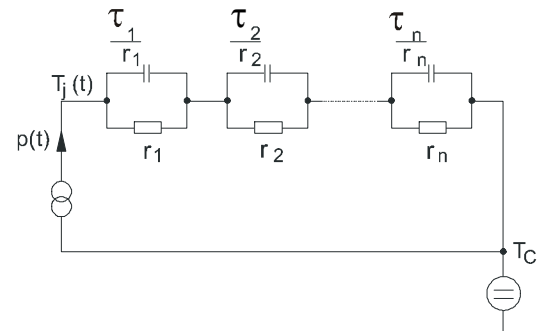 τ1/r1
τ2/r2
τn/rn
Tj (t)
p(t)
r1
r2
rn
TC